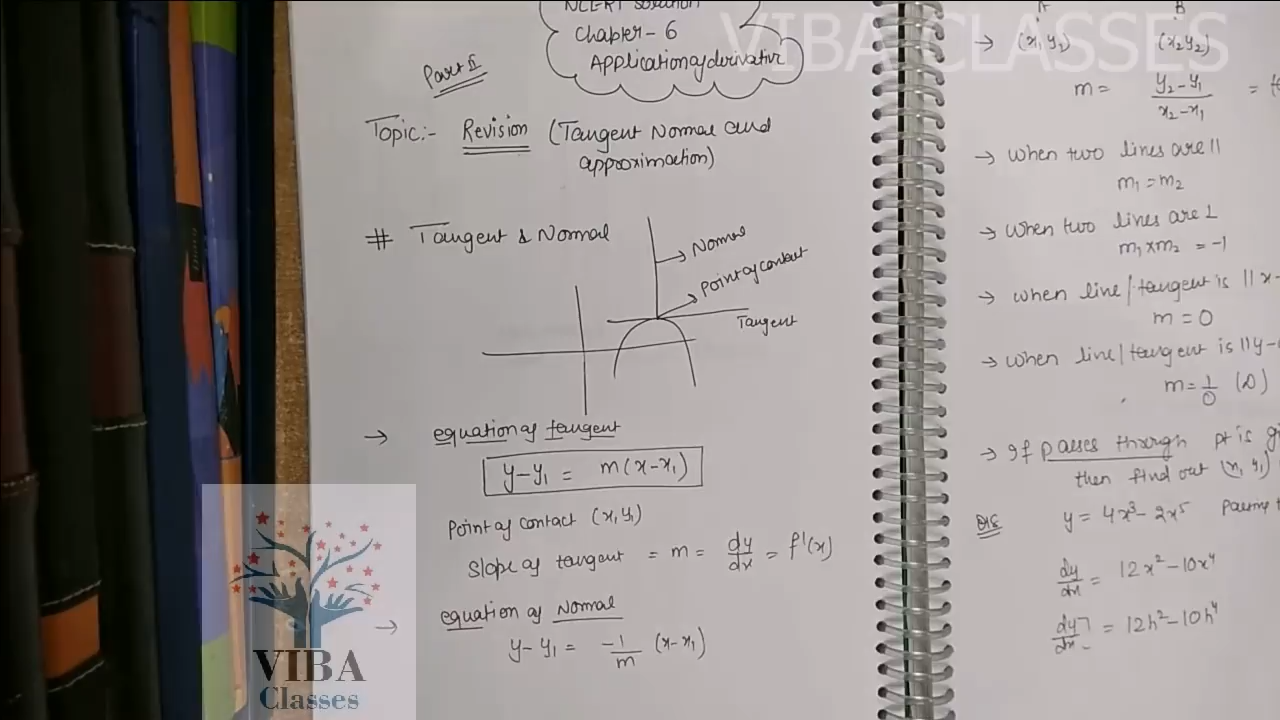 NCERT Solution
Chapter - 6
Application of derivative
Part II
Topic:- Revision (Tangent Normal and
approximation)
# Tangent & Normal
Normal
Point of contact
Tangent
→ equation of tangent
y-y₁ = m(x-x₁)
Point of contact (x₁y₁)
Slope of tangent = m = dy/dx = f'(x)
→ equation of Normal
y-y₁ = -1/m (x-x₁)
VIBA
Classes
VIBA CLASSES
A B
→ (x₁ y₁) (x₂ y₂)
m = y₂-y₁/x₂-x₁ =
→ When two lines are ||
m₁ = m₂
→ When two lines are ⊥
m₁ x m₂ = -1
→ when line/tangent is || x-
m = 0
→ when line/tangent is || y-
m = 1/0 (∞)
→ If passes through pt is
then find out (x₁ y₁)
y = 4x³ - 2x⁵
dy/dx = 12x² - 10x⁴
dy/dx = 12h² - 10h⁴